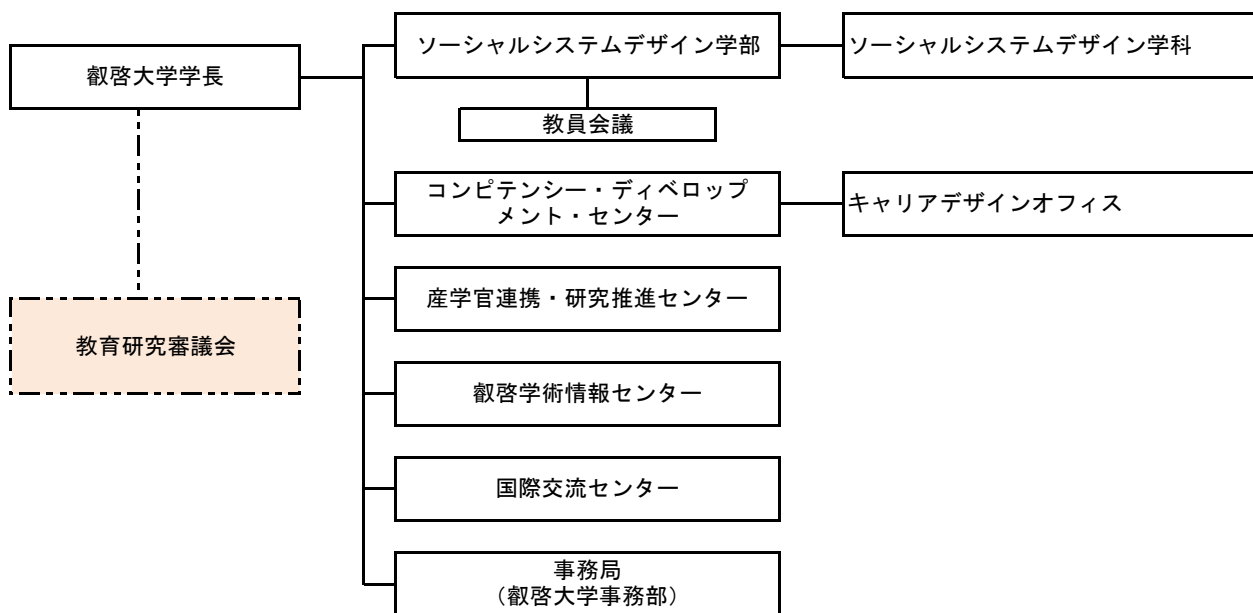 ソーシャルシステムデザイン学部
ソーシャルシステムデザイン学科
叡啓大学学長
教員会議
コンピテンシー・ディベロップ
メント・センター
キャリアデザインオフィス
産学官連携・研究推進センター
教育研究審議会
叡啓学術情報センター
国際交流センター
事務局
（叡啓大学事務部）